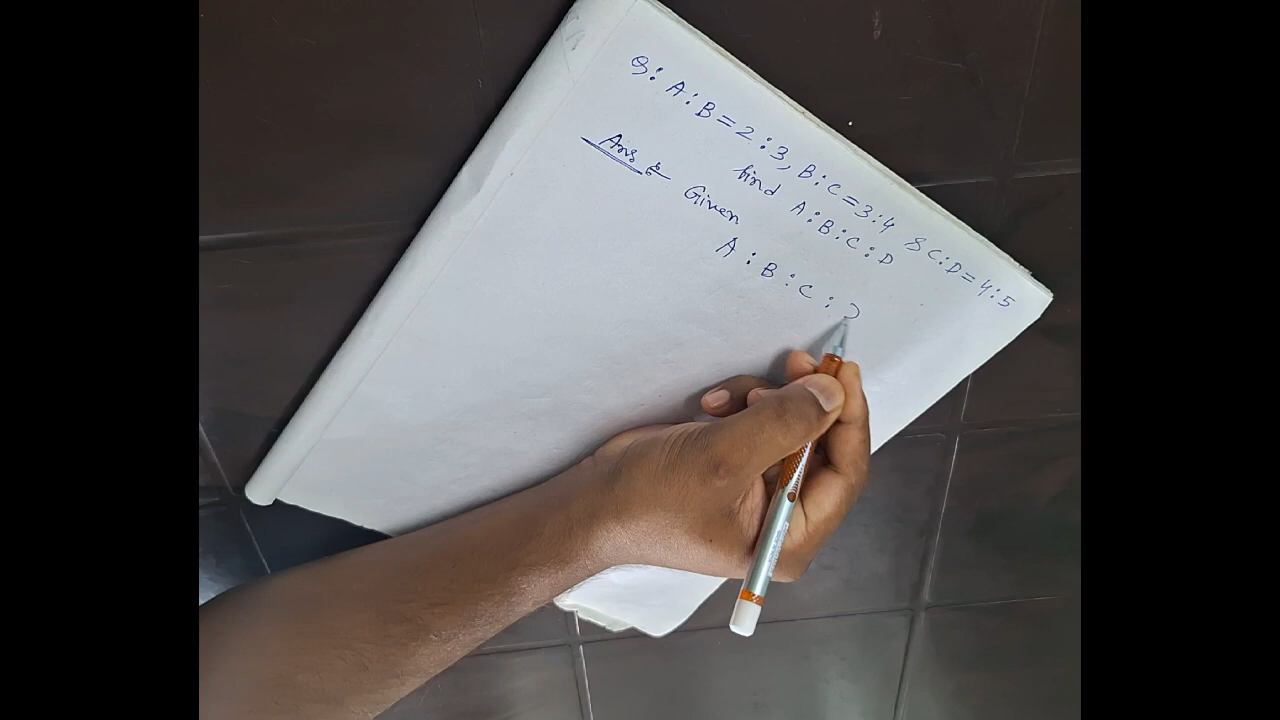 Q: A:B=2:3, B:C=3:4 & C:D=4:5
find A:B:C:D
Ans:
Given
A:B:C: